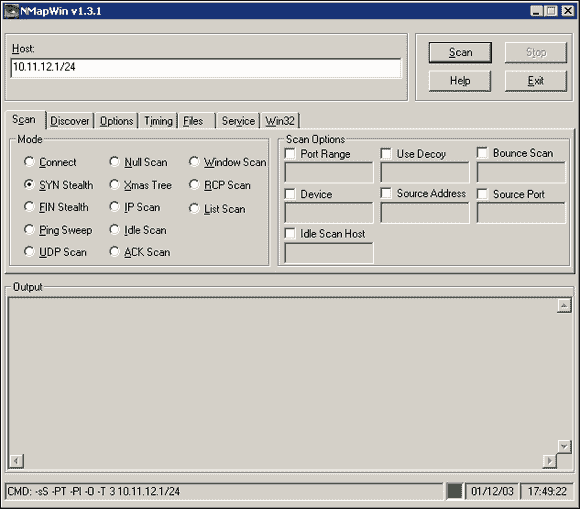 NMapWin v1.3.1
Host:
10.11.12.1/24
Scan
Stop
Help
Exit
Scan Discover Options Timing Files Service Win32
Mode
Connect Null Scan Window Scan
SYN Stealth Xmas Tree RCP Scan
FIN Stealth IP Scan List Scan
Ping Sweep Idle Scan
UDP Scan ACK Scan
Scan Options
Port Range Use Decoy Bounce Scan
Device Source Address Source Port
Idle Scan Host
Output
CMD: -sS -PT -PI -O -T 3 10.11.12.1/24
01/12/03
17:49:22